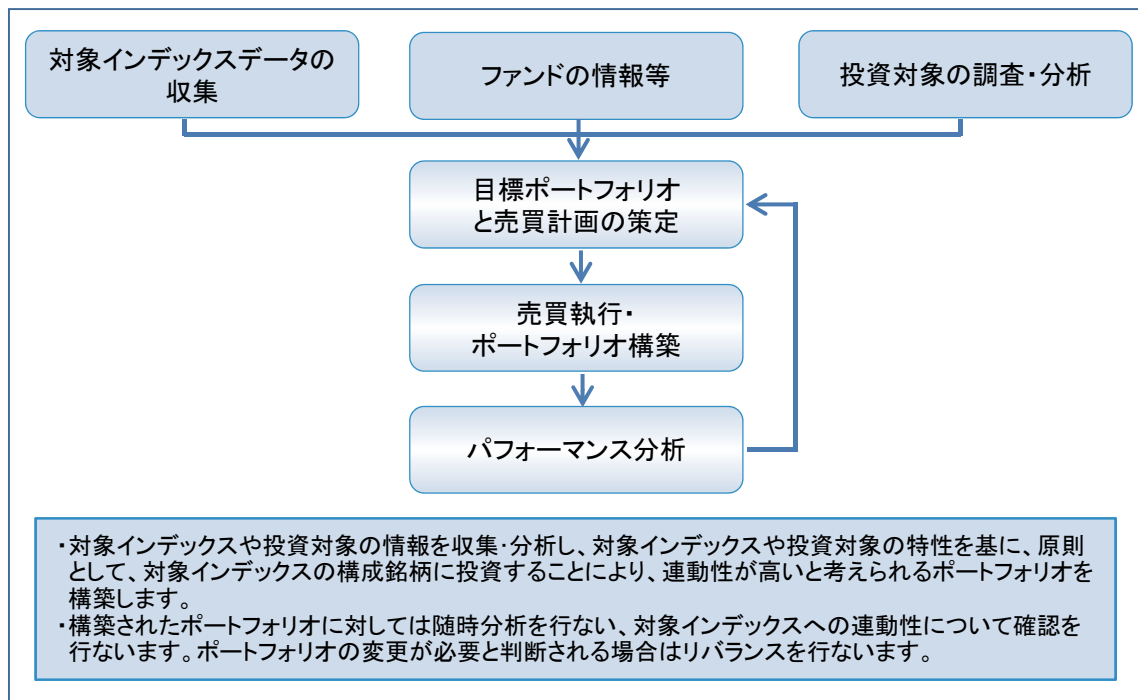 対象インデックスデータの
収集
ファンドの情報等
投資対象の調査・分析
目標ポートフォリオ
と売買計画の策定
売買執行・
ポートフォリオ構築
パフォーマンス分析
・対象インデックスや投資対象の情報を収集・分析し、対象インデックスや投資対象の特性を基に、原則
として、対象インデックスの構成銘柄に投資することにより、連動性が高いと考えられるポートフォリオを
構築します。
・構築されたポートフォリオに対しては随時分析を行ない、対象インデックスへの連動性について確認を
行ないます。ポートフォリオの変更が必要と判断される場合はリバランスを行ないます。